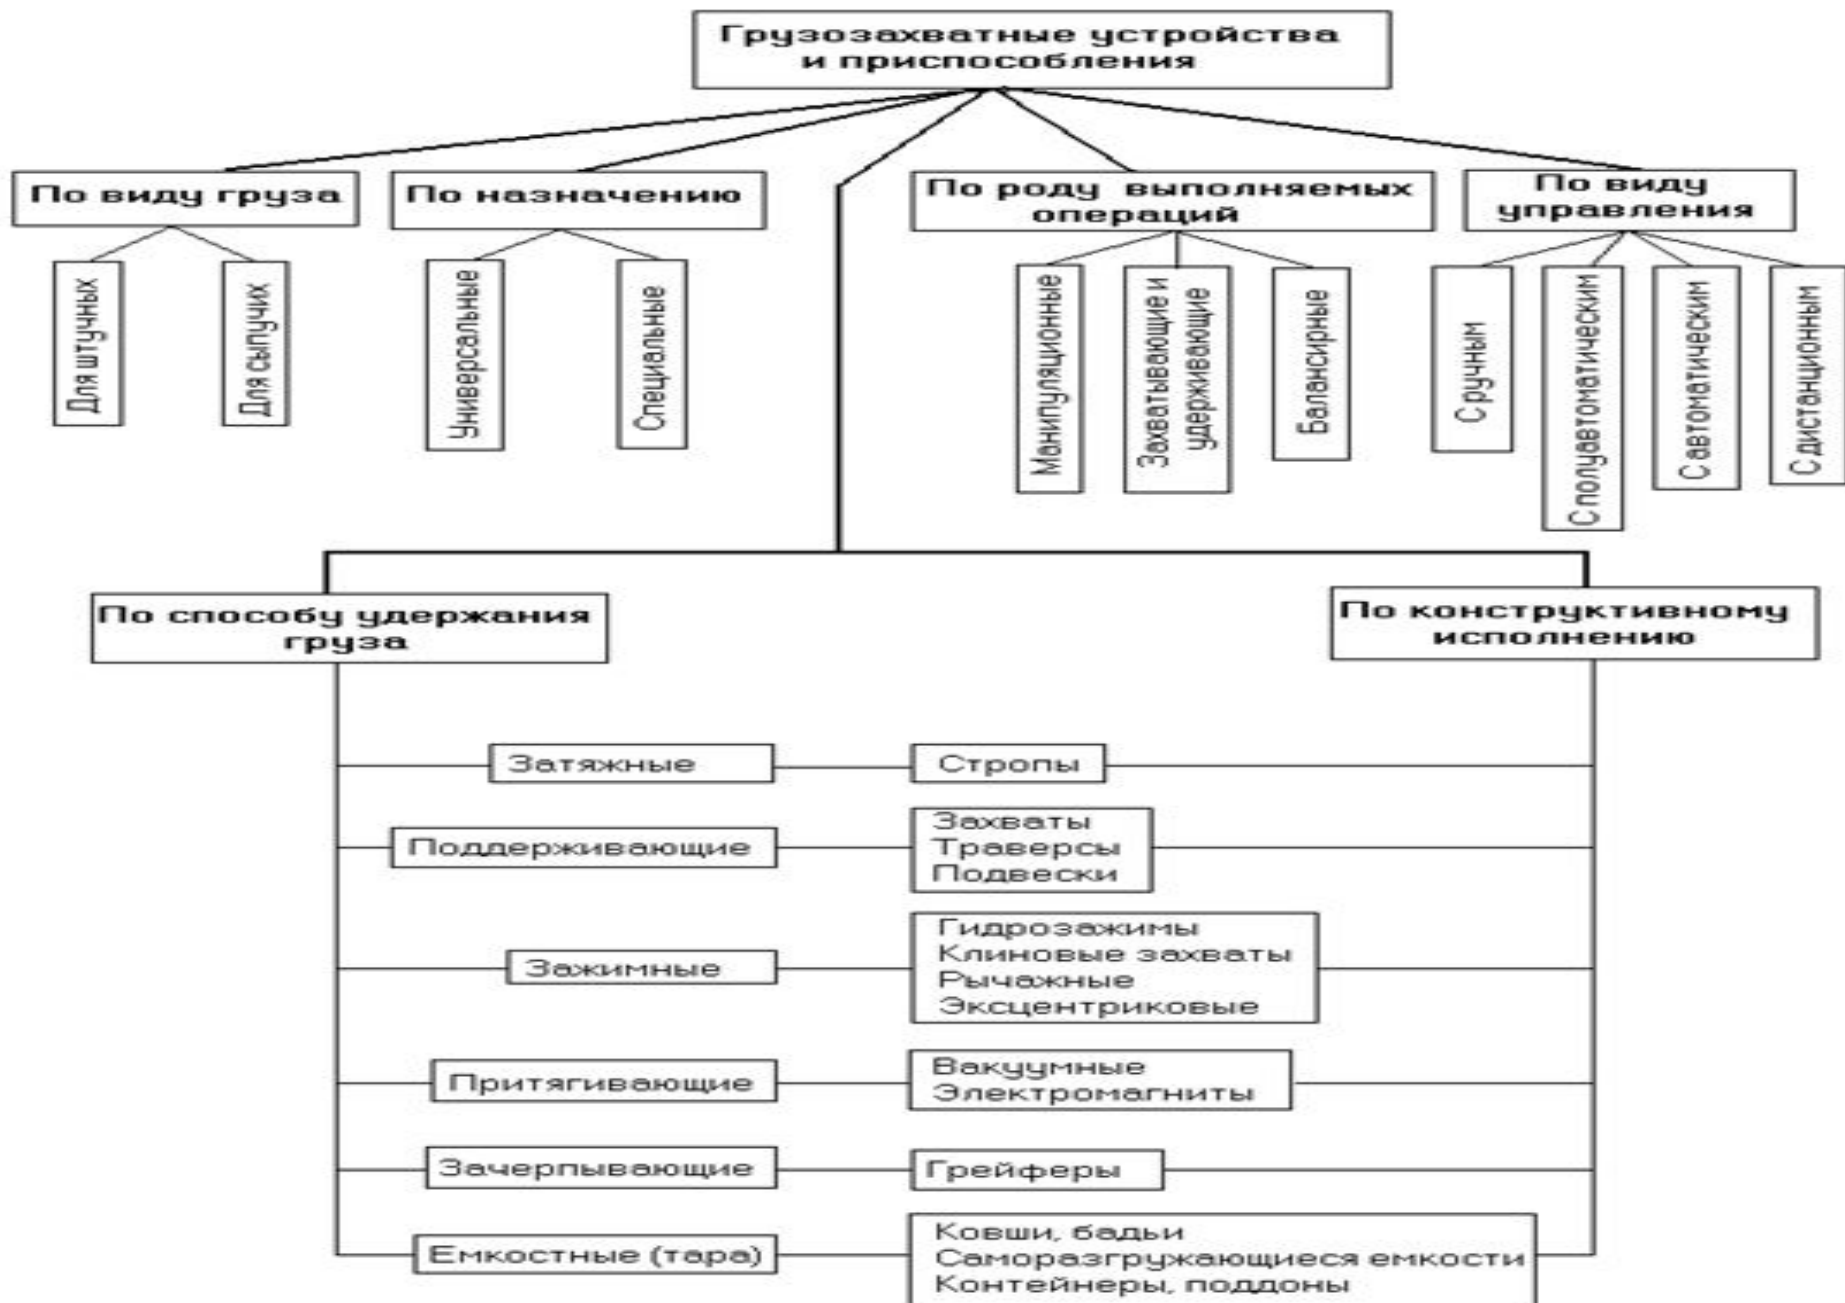 Грузозахватные устройства
и приспособления
По виду груза
По назначению
По роду выполняемых
операций
По виду
управления
Для штучных
Для сыпучих
Универсальные
Специальные
Манипуляционные
Захватывающие и
удерживающие
Балансирные
С ручным
С полуавтоматическим
С автоматическим
С дистанционным
По способу удержания
груза
По конструктивному
исполнению
Затяжные
Стропы
Поддерживающие
Захваты
Траверсы
Подвески
Зажимные
Гидрозажимы
Клиновые захваты
Рычажные
Эксцентриковые
Притягивающие
Вакуумные
Электромагниты
Зачерпывающие
Грейферы
Емкостные (тара)
Ковши, бадьи
Саморазгружающиеся емкости
Контейнеры, поддоны